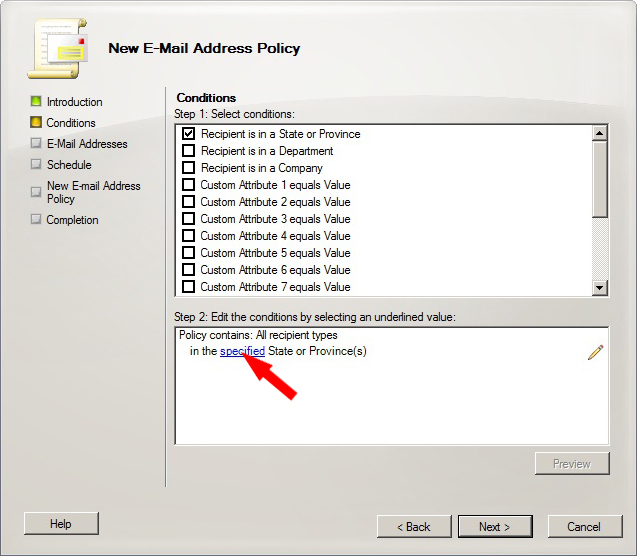 New E-Mail Address Policy
Introduction
Conditions
E-Mail Addresses
Schedule
New E-mail Address
Policy
Completion
Conditions
Step 1: Select conditions:
Recipient is in a State or Province
Recipient is in a Department
Recipient is in a Company
Custom Attribute 1 equals Value
Custom Attribute 2 equals Value
Custom Attribute 3 equals Value
Custom Attribute 4 equals Value
Custom Attribute 5 equals Value
Custom Attribute 6 equals Value
Custom Attribute 7 equals Value
Step 2: Edit the conditions by selecting an underlined value:
Policy contains: All recipient types
in the specified State or Province(s)
Preview
Help
< Back
Next >
Cancel